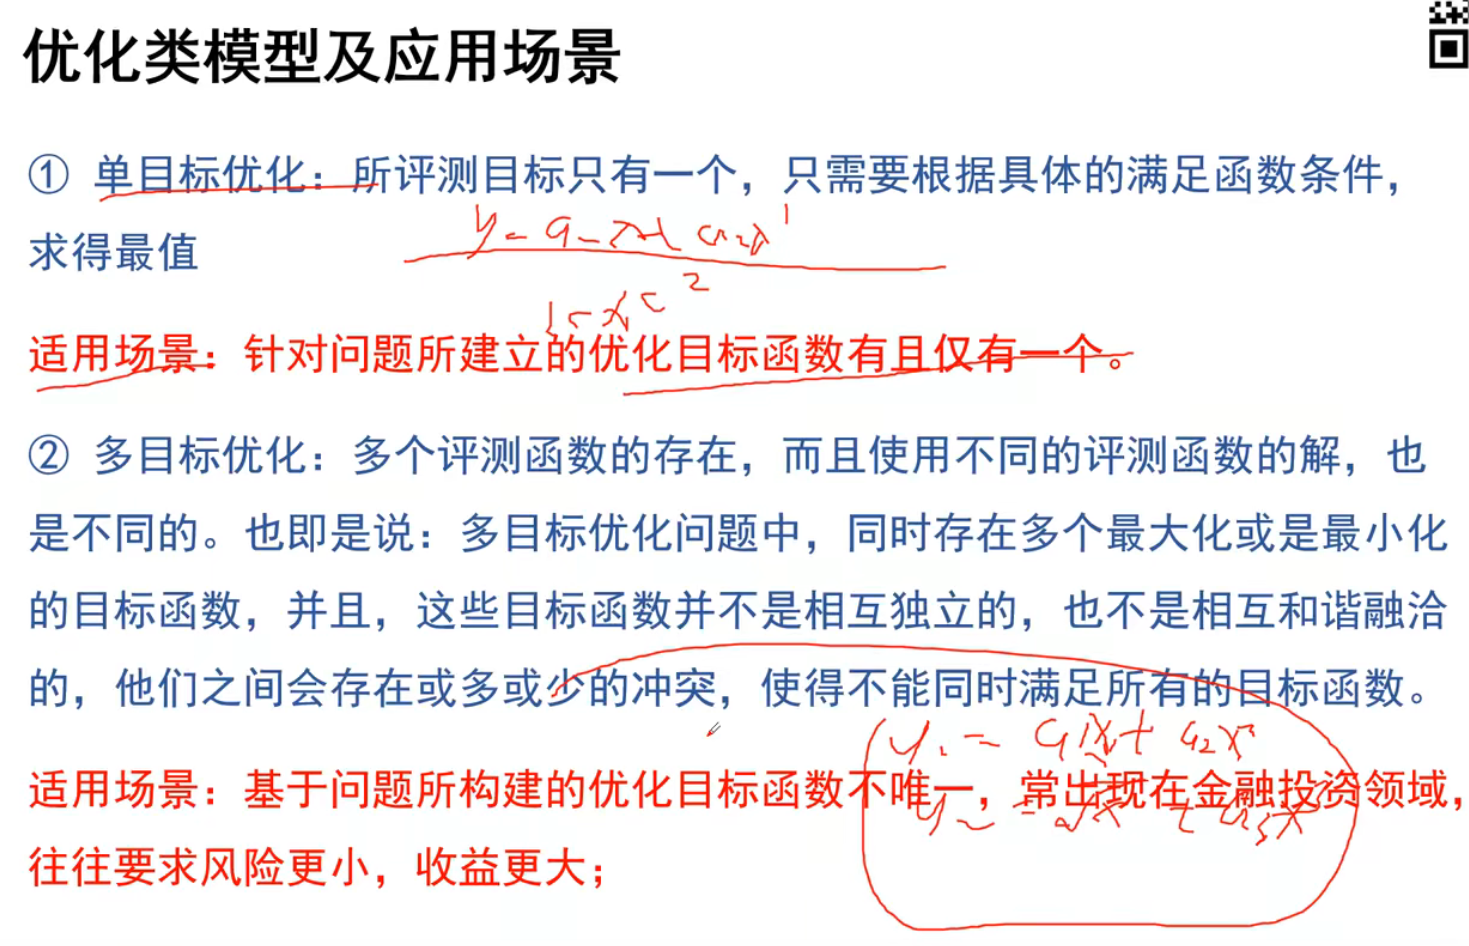 优化类模型及应用场景
① 单目标优化：所评测目标只有一个，只需要根据具体的满足函数条件，
求得最值
适用场景：针对问题所建立的优化目标函数有且仅有一个。
② 多目标优化：多个评测函数的存在，而且使用不同的评测函数的解，也
是不同的。也即是说：多目标优化问题中，同时存在多个最大化或是最小化
的目标函数，并且，这些目标函数并不是相互独立的，也不是相互和谐融洽
的，他们之间会存在或多或少的冲突，使得不能同时满足所有的目标函数。
适用场景：基于问题所构建的优化目标函数不唯一，常出现在金融投资领域，
往往要求风险更小，收益更大；